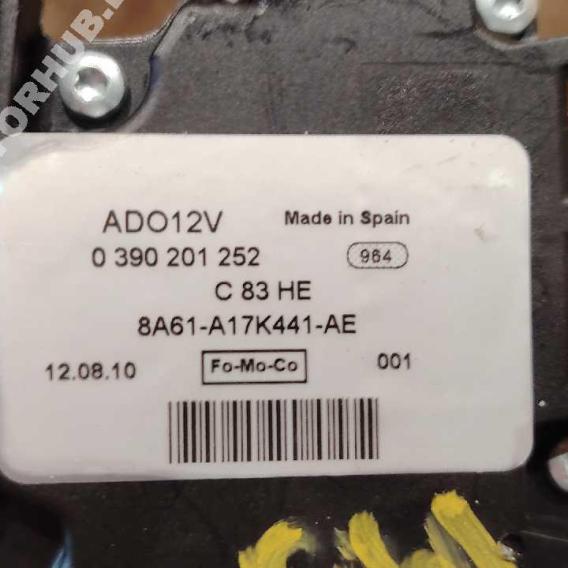 ORHUB.
ADO12V Made in Spain
0 390 201 252 964
C 83 HE
8A61-A17K441-AE
12.08.10 Fo-Mo-Co 001